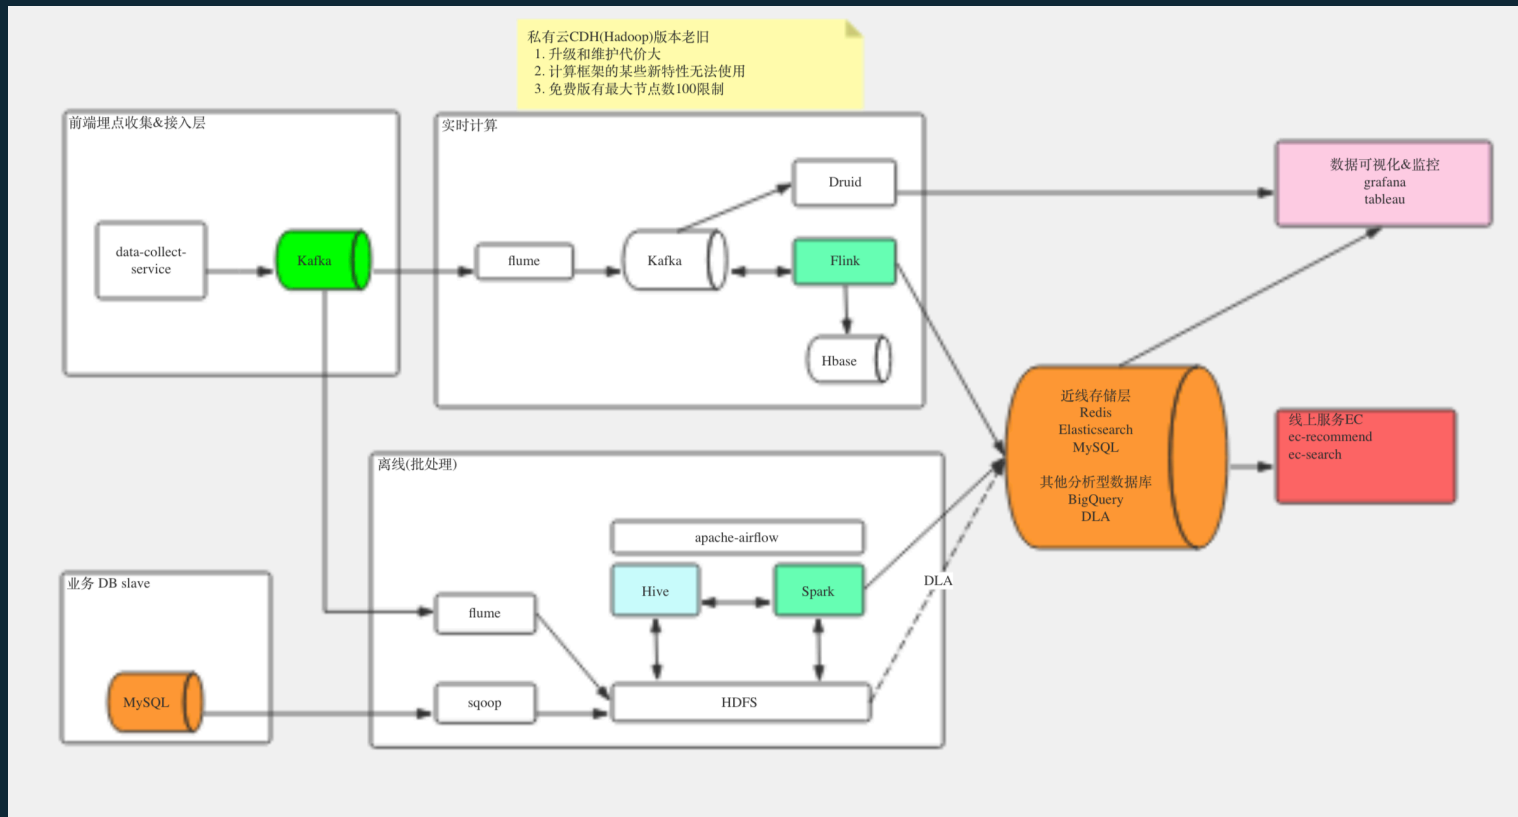 私有云CDH(Hadoop)版本老旧
1. 升级和维护代价大
2. 计算框架的某些新特性无法使用
3. 免费版有最大节点数100限制
前端埋点收集&接入层
data-collect-
service
Kafka
实时计算
flume
Kafka
Druid
Flink
Hbase
数据可视化&监控
grafana
tableau
近线存储层
Redis
Elasticsearch
MySQL
其他分析型数据库
BigQuery
DLA
线上服务EC
ec-recommend
ec-search
离线(批处理)
apache-airflow
Hive
Spark
DLA
flume
sqoop
HDFS
业务 DB slave
MySQL